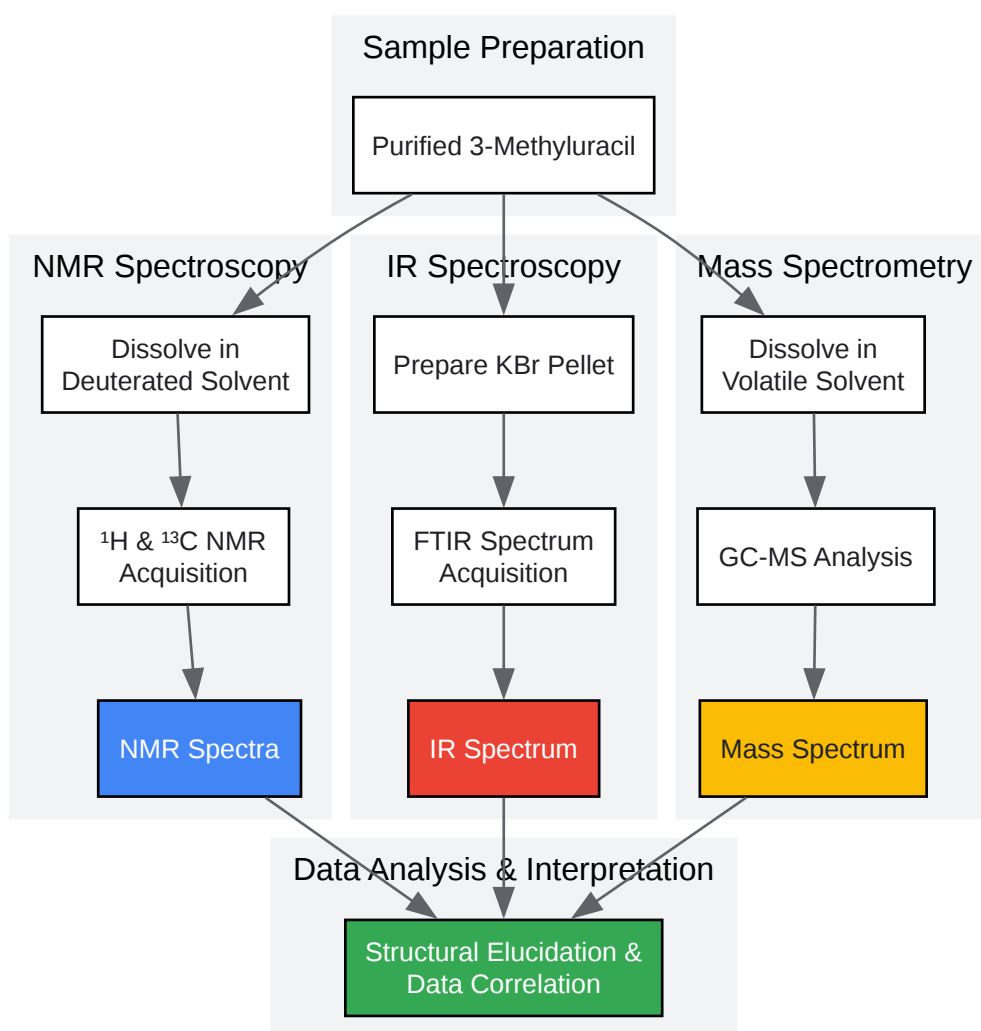 Sample Preparation
Purified 3-Methyluracil
NMR Spectroscopy
IR Spectroscopy
Mass Spectrometry
Dissolve in
Deuterated Solvent
Prepare KBr Pellet
Dissolve in
Volatile Solvent
¹H & ¹³C NMR
Acquisition
FTIR Spectrum
Acquisition
GC-MS Analysis
NMR Spectra
IR Spectrum
Mass Spectrum
Data Analysis & Interpretation
Structural Elucidation &
Data Correlation